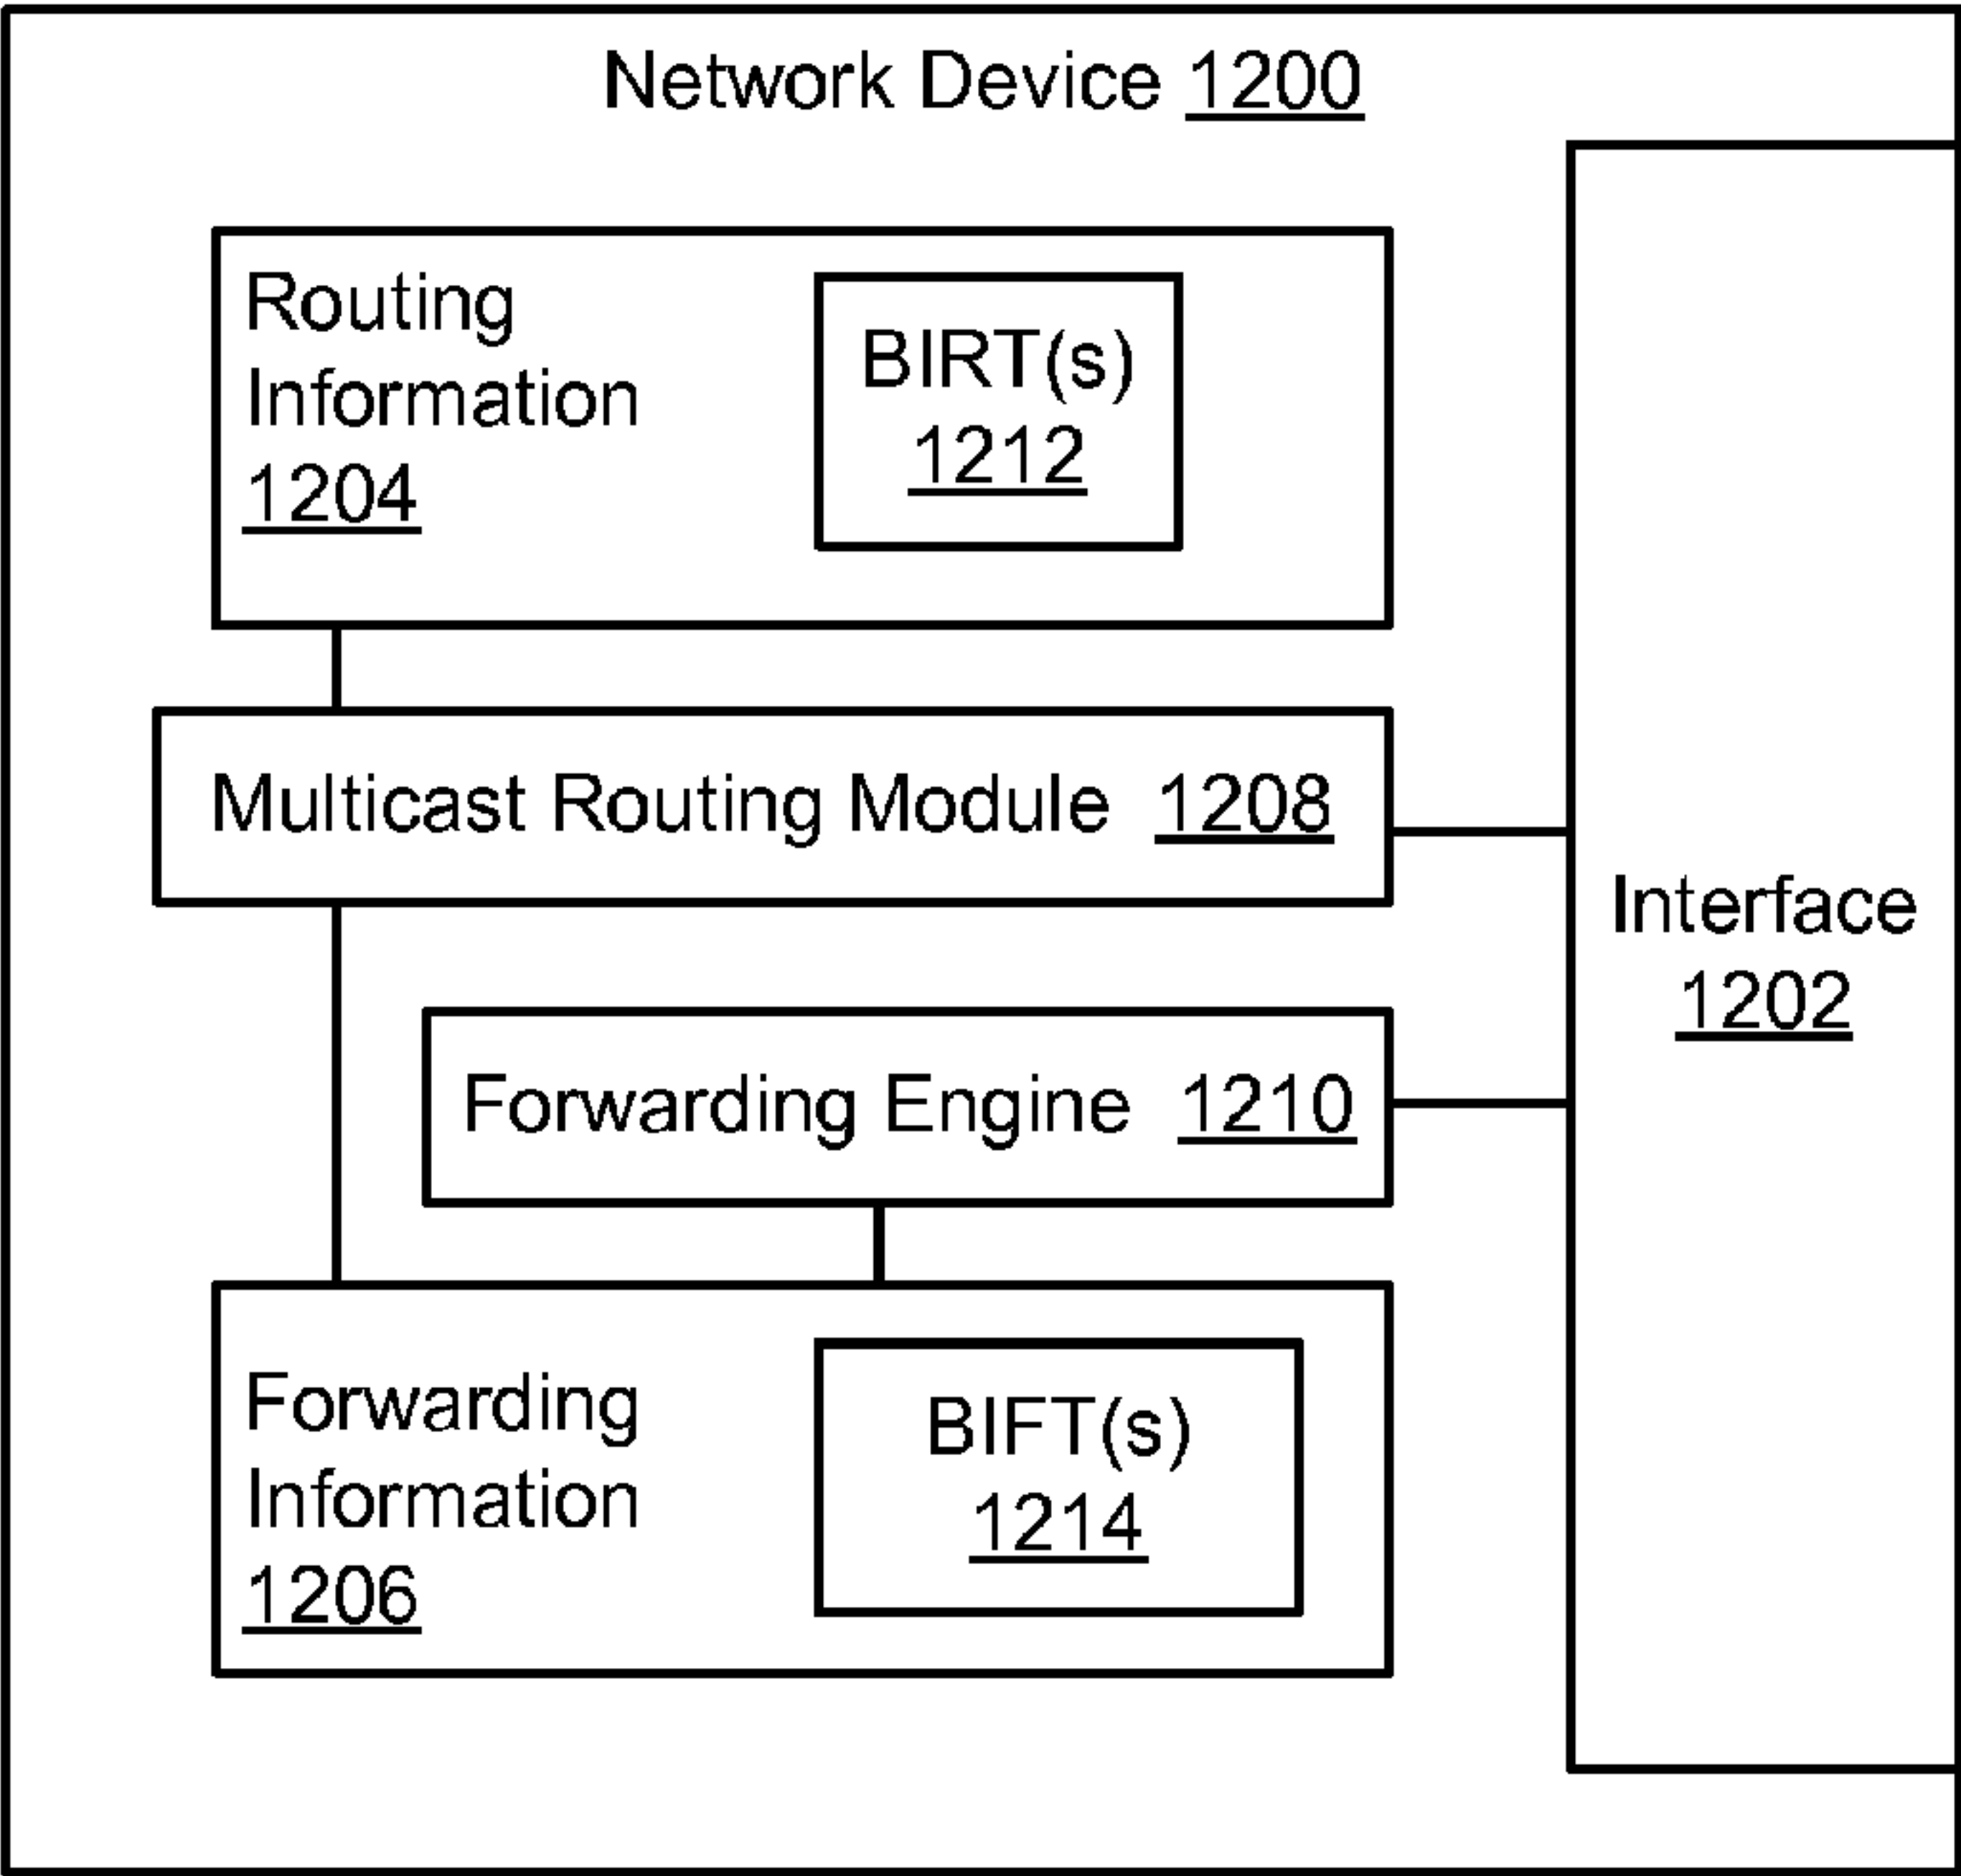 Network Device 1200
Routing
Information
1204
BIRT(s)
1212
Multicast Routing Module 1208
Interface
1202
Forwarding Engine 1210
Forwarding
Information
1206
BIFT(s)
1214